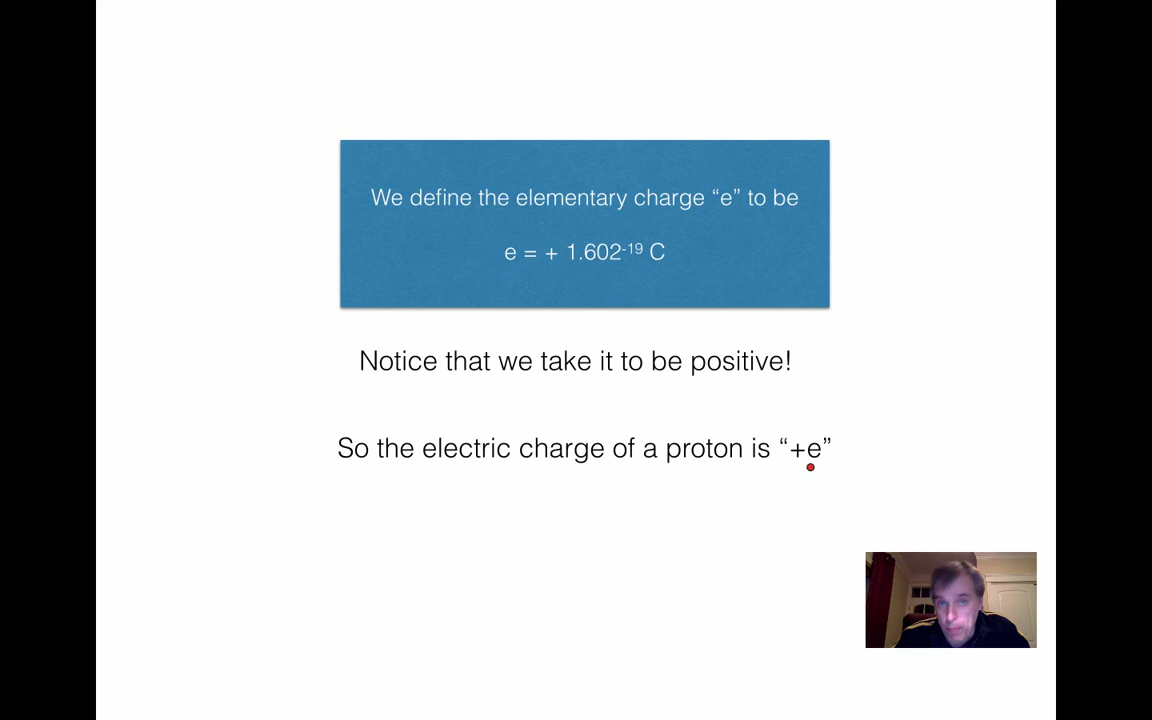 We define the elementary charge “e” to be
e = + 1.602⁻¹⁹ C
Notice that we take it to be positive!
So the electric charge of a proton is “+e”